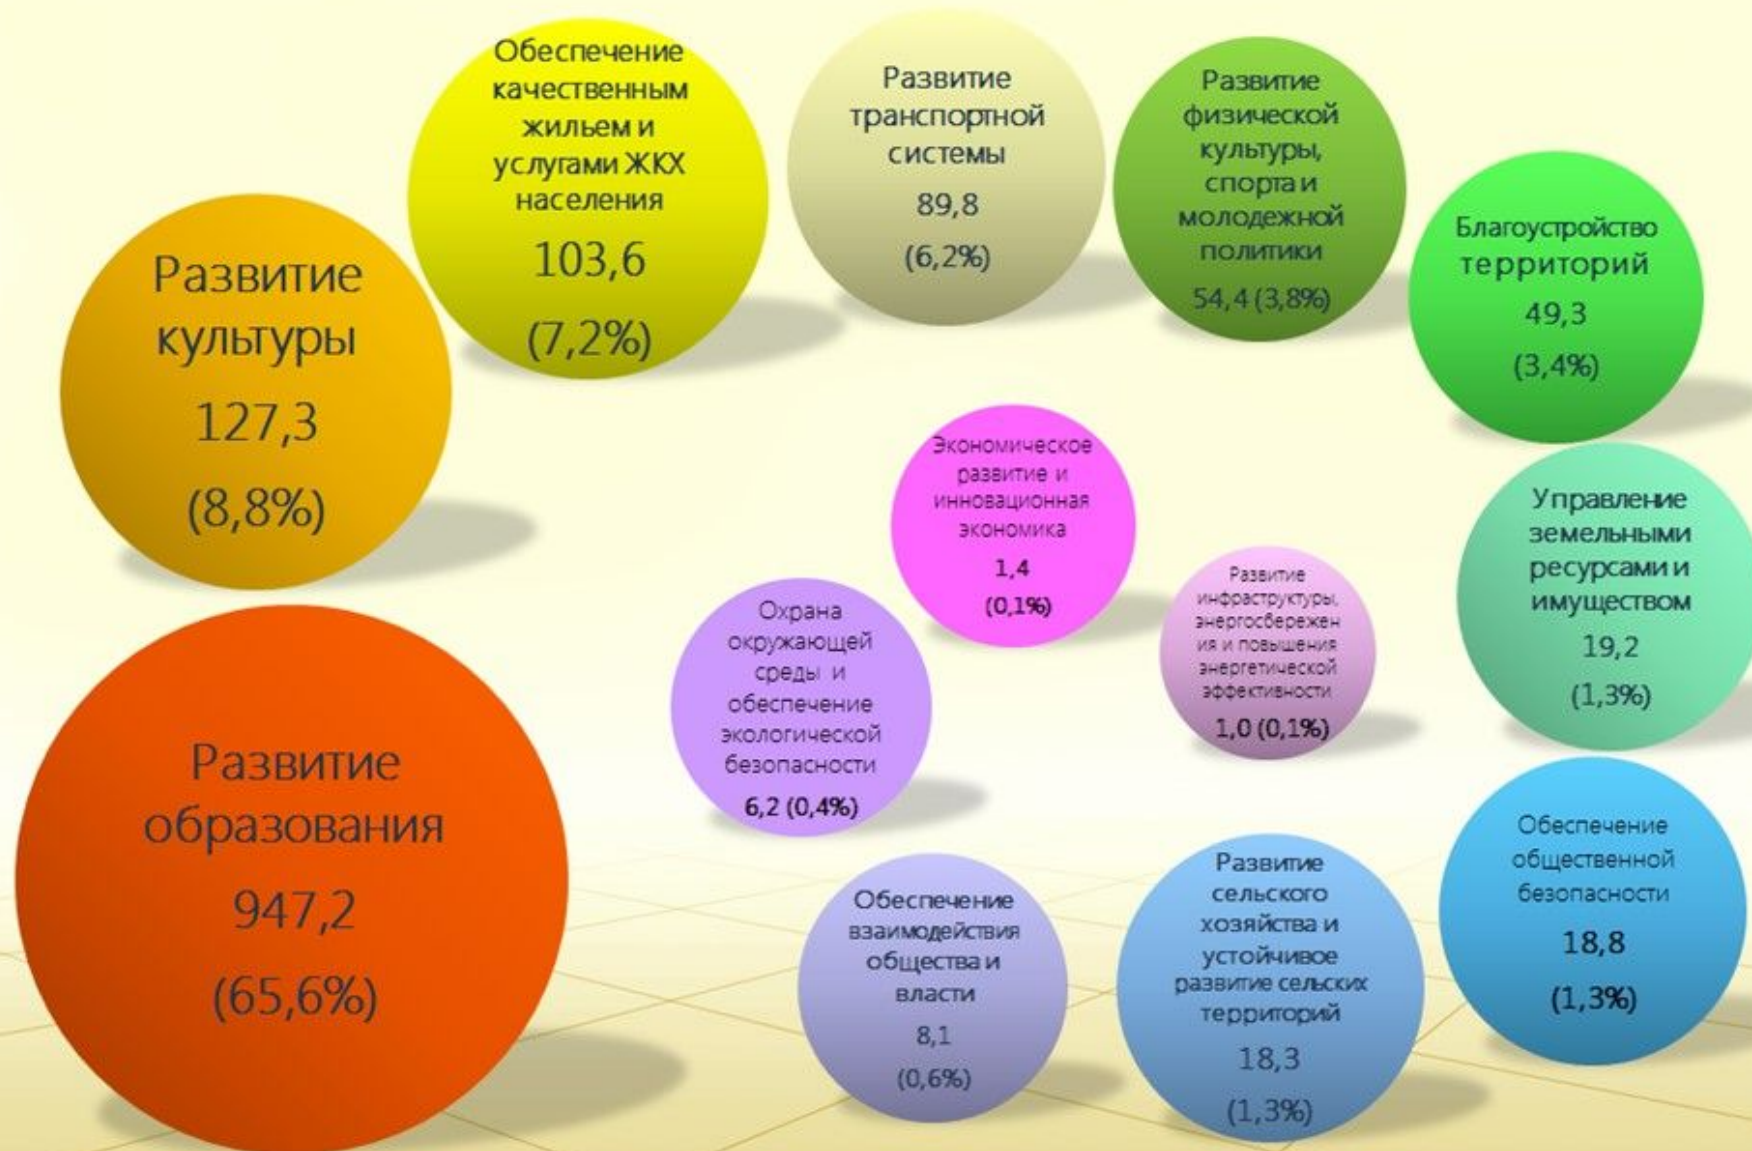 Обеспечение
качественным
жильем и
услугами ЖКХ
населения
103,6
(7,2%)
Развитие
транспортной
системы
89,8
(6,2%)
Развитие
физической
культуры,
спорта и
молодежной
политики
54,4 (3,8%)
Благоустройство
территорий
49,3
(3,4%)
Развитие
культуры
127,3
(8,8%)
Экономическое
развитие и
инновационная
экономика
1,4
(0,1%)
Управление
земельными
ресурсами и
имуществом
19,2
(1,3%)
Развитие
инфраструктуры,
энергосбережен
ия и повышения
энергетической
эффективности
1,0 (0,1%)
Охрана
окружающей
среды и
обеспечение
экологической
безопасности
6,2 (0,4%)
Развитие
образования
947,2
(65,6%)
Обеспечение
взаимодействия
общества и
власти
8,1
(0,6%)
Развитие
сельского
хозяйства и
устойчивое
развитие сельских
территорий
18,3
(1,3%)
Обеспечение
общественной
безопасности
18,8
(1,3%)